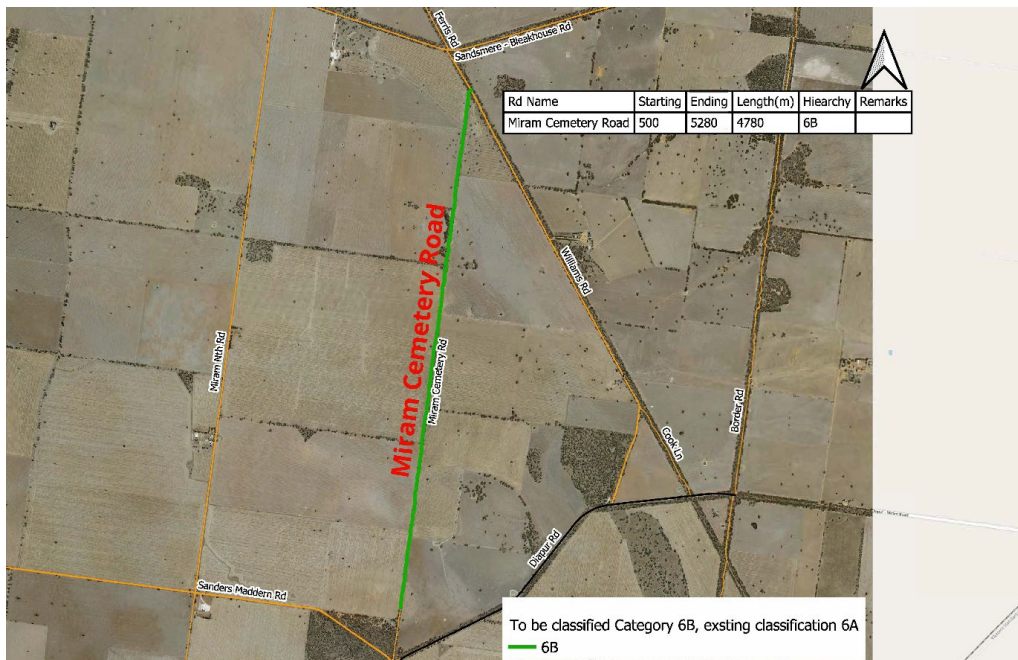 Ferris Rd
Sandsmere - Bleakhouse Rd
Rd Name Starting Ending Length(m) Hiearchy Remarks
Miram Cemetery Road 500 5280 4780 6B
Miram Cemetery Road
Williams Rd
Miram Nth Rd
Miram Cemetery Rd
Border Rd
Cook Ln
Diapur Rd
Sanders Maddern Rd
To be classified Category 6B, exsting classification 6A
6B